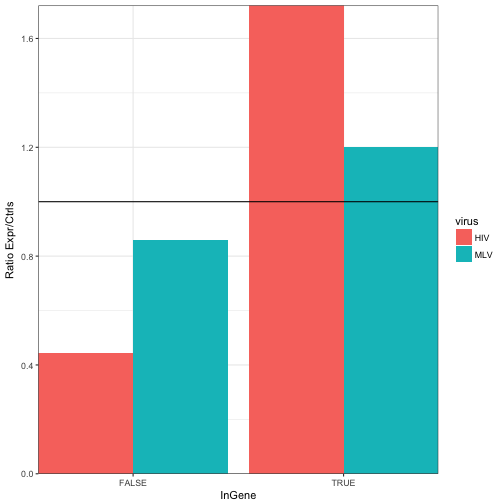 1.6
1.2
0.8
0.4
0.0
Ratio Expr/Ctrls
FALSE
TRUE
InGene
virus
HIV
MLV